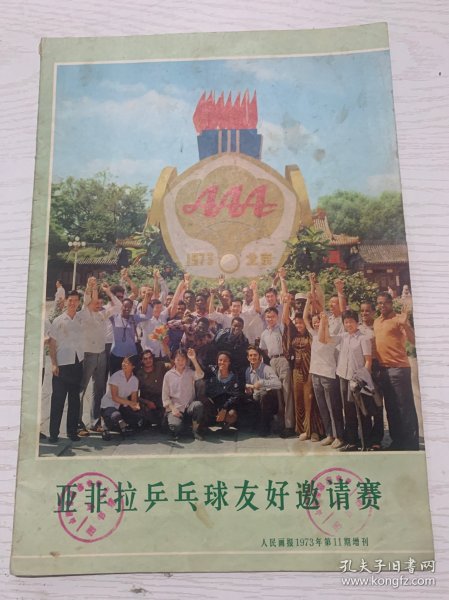 AAA
1973 北京
亚非拉乒乓球友好邀请赛
人民画报1973年第11期增刊
孔夫子旧书网
www.kongfz.com